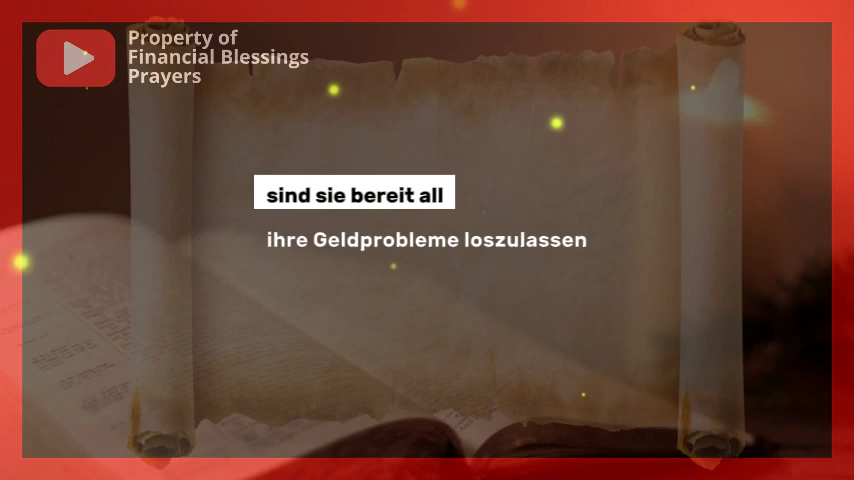 Property of
Financial Blessings
Prayers
sind sie bereit all
ihre Geldprobleme loszulassen